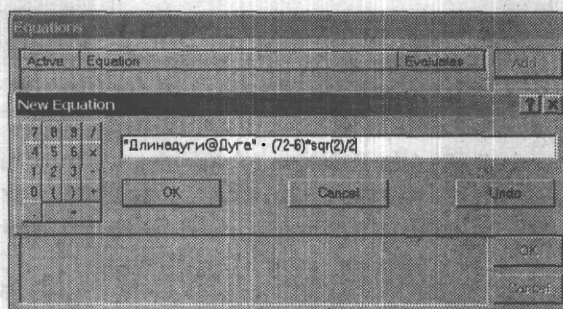 Equations
Active Equation Evaluates Add
New Equation ? ×
7 8 9 /
4 5 6 ×
1 2 3 -
0 ( ) +
. =
"Длинадуги@Дуга" • (72-6)*sqr(2)/2
OK Cancel Undo
OK
Cancel